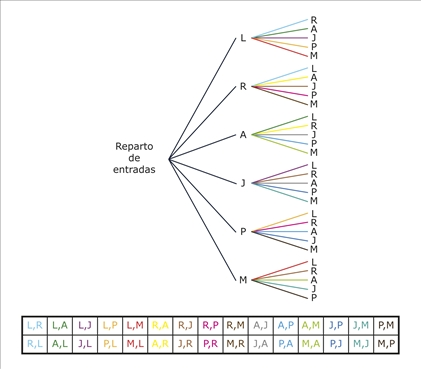 Reparto
de
entradas
L
R
A
J
P
M
R
L
A
J
P
M
A
L
R
J
P
M
J
L
R
A
P
M
P
L
R
A
J
M
M
L
R
A
J
P
L,R L,A L,J L,P L,M R,A R,J R,P R,M A,J A,P A,M J,P J,M P,M
R,L A,L J,L P,L M,L A,R J,R P,R M,R J,A P,A M,A P,J M,J M,P